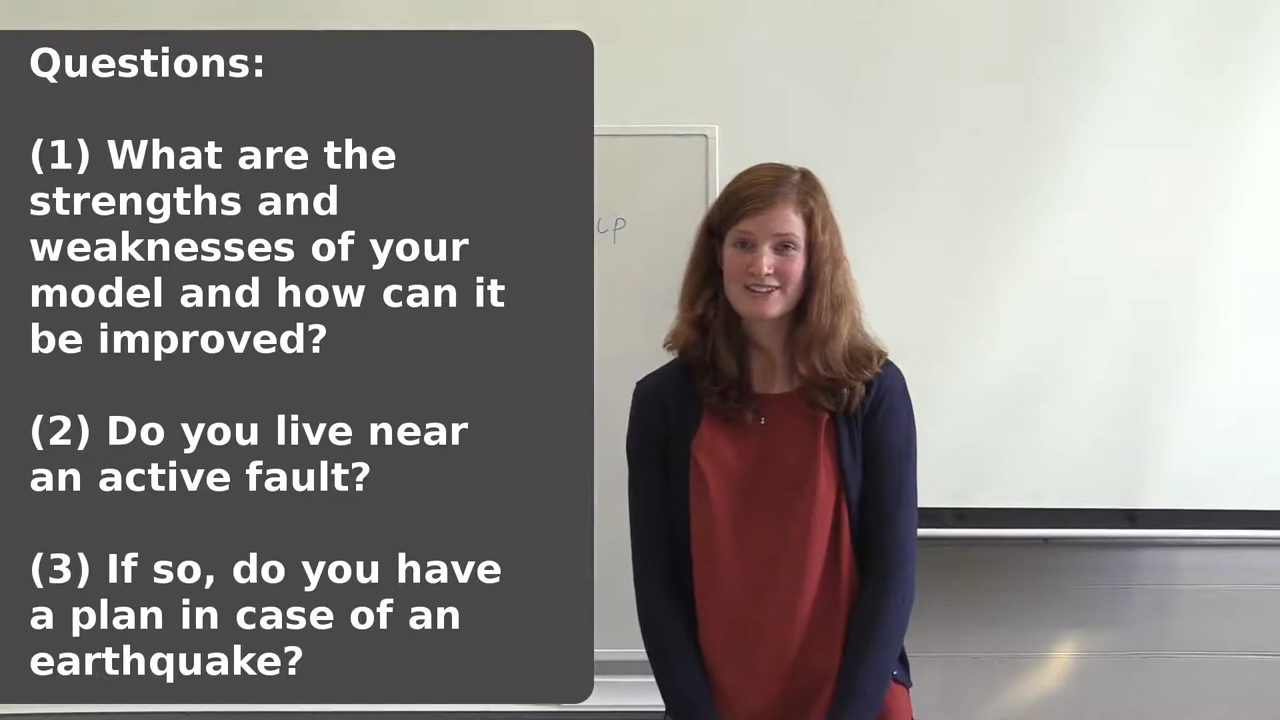 Questions:
(1) What are the
strengths and
weaknesses of your
model and how can it
be improved?
(2) Do you live near
an active fault?
(3) If so, do you have
a plan in case of an
earthquake?
LP